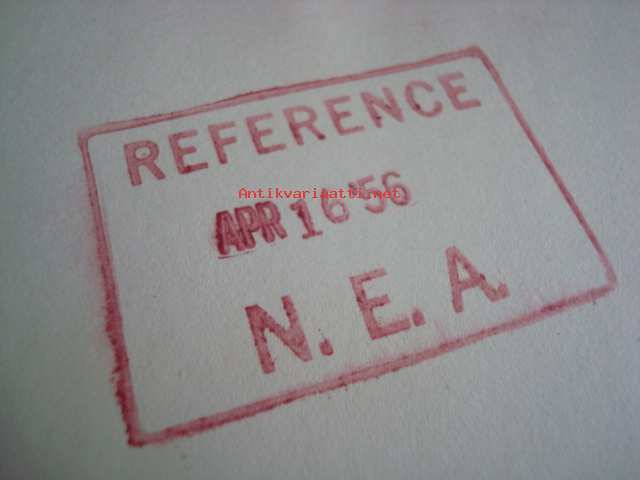 REFERENCE
Antikvariaatti.net
APR 16 '56
N. E. A.